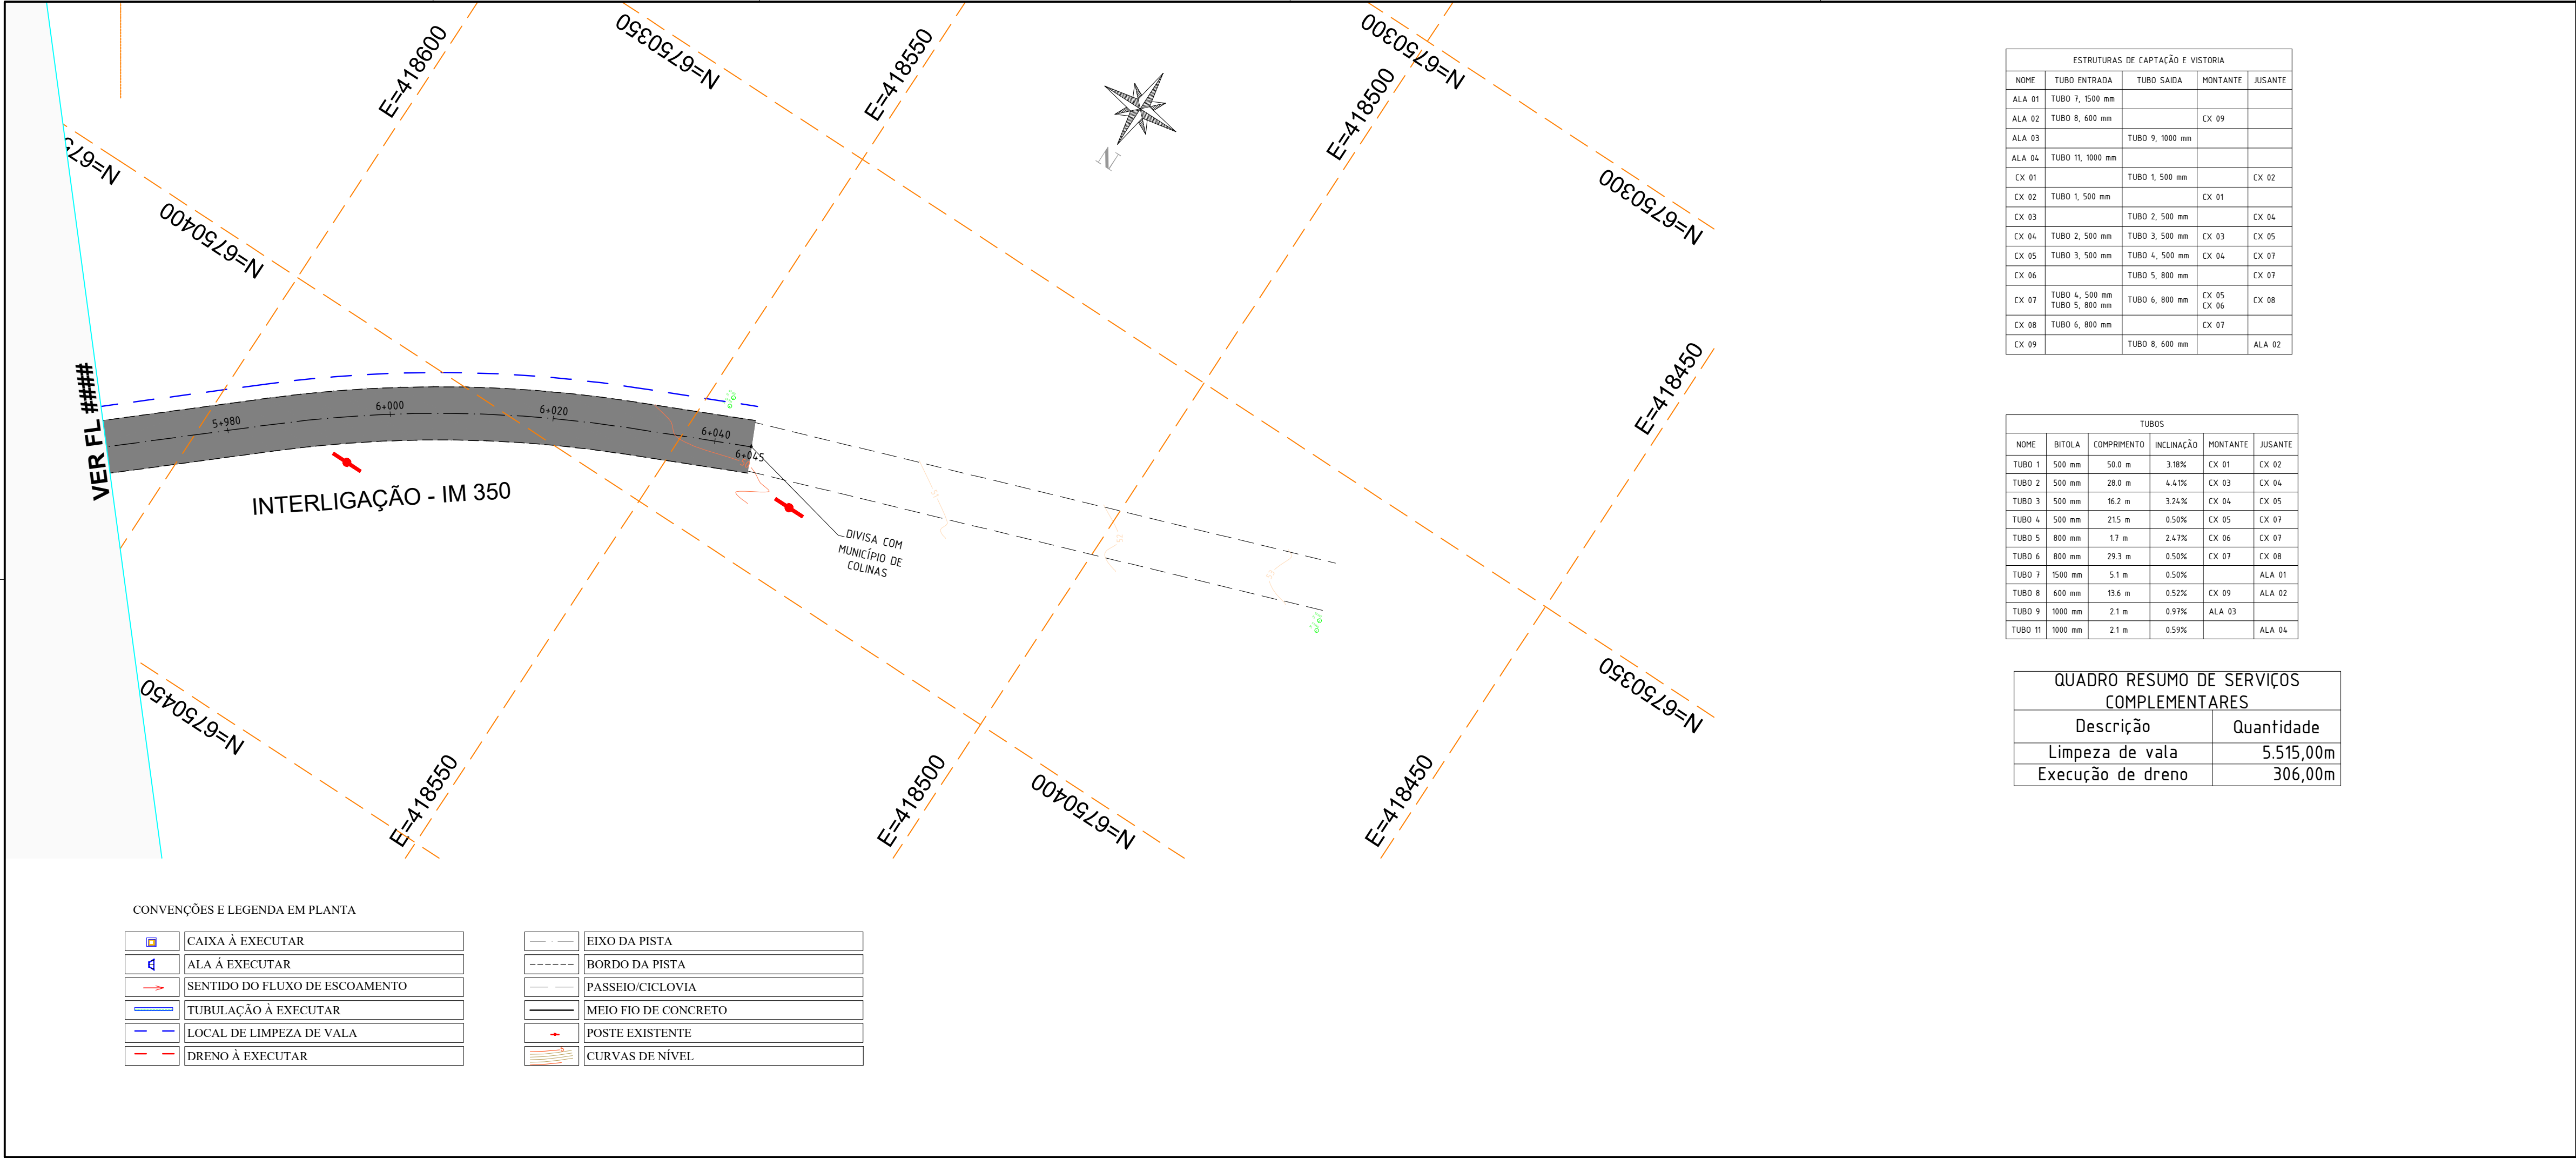 E=418600
N=6750350
E=418550
N=6750300
E=418500
N
N=675
N=6750400
N=6750300
E=418450
VER FL ####
5+980
6+000
6+020
6+040
6+045
INTERLIGAÇÃO - IM 350
DIVISA COM
MUNICÍPIO DE
COLINAS
51
52
53
N=6750450
N=6750350
E=418550
E=418500
N=6750400
E=418450
ESTRUTURAS DE CAPTAÇÃO E VISTORIA
NOME TUBO ENTRADA TUBO SAIDA MONTANTE JUSANTE
ALA 01 TUBO 7, 1500 mm
ALA 02 TUBO 8, 600 mm CX 09
ALA 03 TUBO 9, 1000 mm
ALA 04 TUBO 11, 1000 mm
CX 01 TUBO 1, 500 mm CX 02
CX 02 TUBO 1, 500 mm CX 01
CX 03 TUBO 2, 500 mm CX 04
CX 04 TUBO 2, 500 mm TUBO 3, 500 mm CX 03 CX 05
CX 05 TUBO 3, 500 mm TUBO 4, 500 mm CX 04 CX 07
CX 06 TUBO 5, 800 mm CX 07
CX 07 TUBO 4, 500 mm TUBO 6, 800 mm CX 05 CX 08
TUBO 5, 800 mm CX 06
CX 08 TUBO 6, 800 mm CX 07
CX 09 TUBO 8, 600 mm ALA 02
TUBOS
NOME BITOLA COMPRIMENTO INCLINAÇÃO MONTANTE JUSANTE
TUBO 1 500 mm 50.0 m 3.18% CX 01 CX 02
TUBO 2 500 mm 28.0 m 4.41% CX 03 CX 04
TUBO 3 500 mm 16.2 m 3.24% CX 04 CX 05
TUBO 4 500 mm 21.5 m 0.50% CX 05 CX 07
TUBO 5 800 mm 1.7 m 2.47% CX 06 CX 07
TUBO 6 800 mm 29.3 m 0.50% CX 07 CX 08
TUBO 7 1500 mm 5.1 m 0.50% ALA 01
TUBO 8 600 mm 13.6 m 0.52% CX 09 ALA 02
TUBO 9 1000 mm 2.1 m 0.97% ALA 03
TUBO 11 1000 mm 2.1 m 0.59% ALA 04
QUADRO RESUMO DE SERVIÇOS
COMPLEMENTARES
Descrição Quantidade
Limpeza de vala 5.515,00m
Execução de dreno 306,00m
CONVENÇÕES E LEGENDA EM PLANTA
CAIXA À EXECUTAR
ALA Á EXECUTAR
SENTIDO DO FLUXO DE ESCOAMENTO
TUBULAÇÃO À EXECUTAR
LOCAL DE LIMPEZA DE VALA
DRENO À EXECUTAR
EIXO DA PISTA
BORDO DA PISTA
PASSEIO/CICLOVIA
MEIO FIO DE CONCRETO
POSTE EXISTENTE
5
CURVAS DE NÍVEL